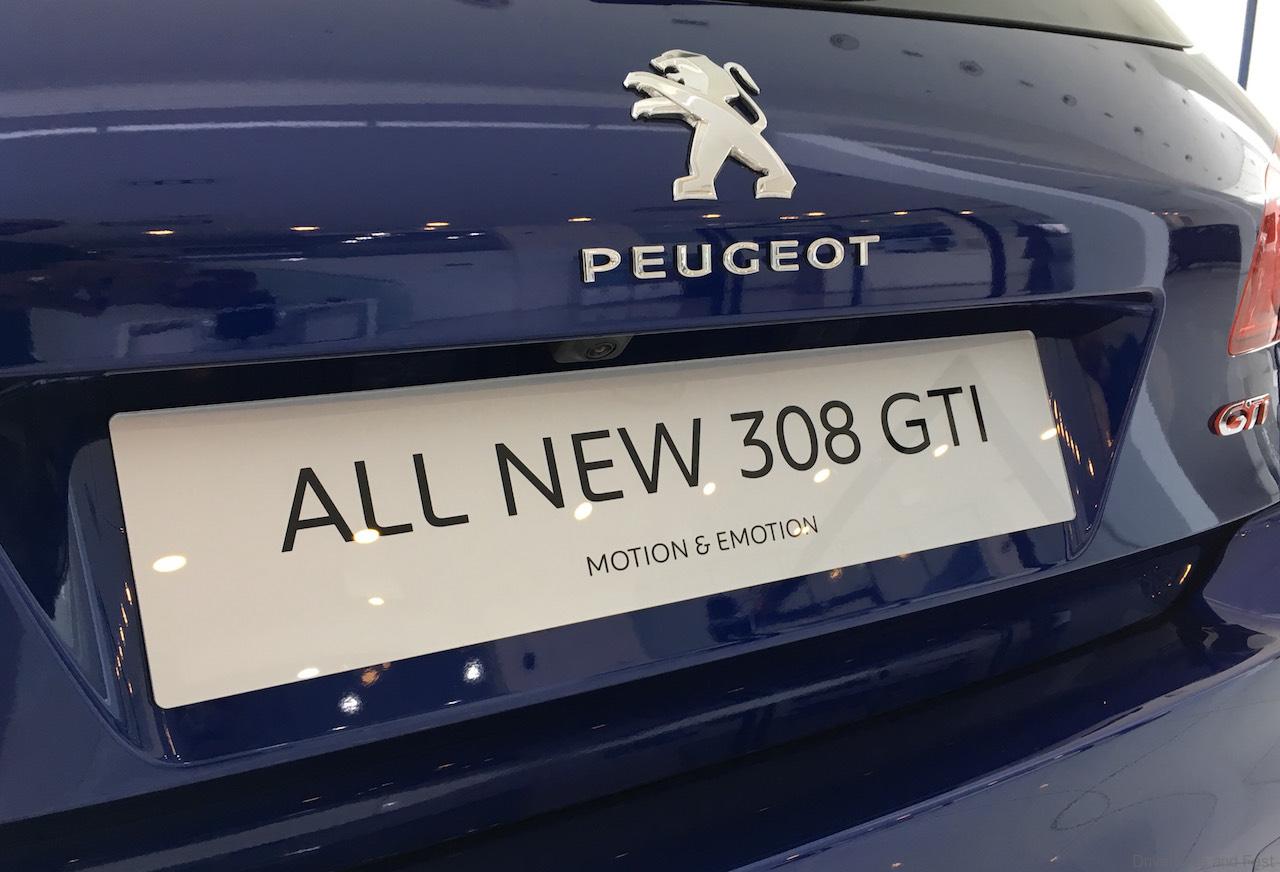 PEUGEOT
ALL NEW 308 GTI
MOTION & EMOTION
GTi